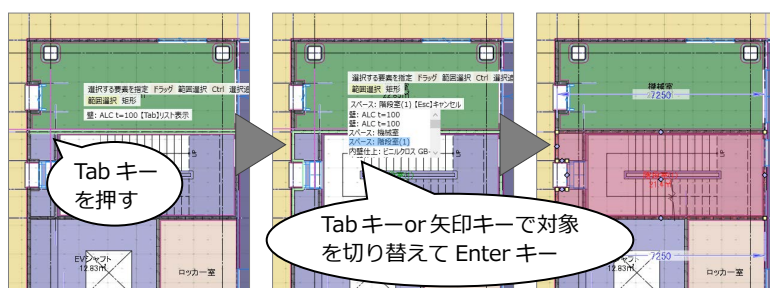 選択する要素を指定 ドラッグ 範囲選択 Ctrl 選択追
範囲選択 矩形
壁: ALC t=100 【Tab】リスト表示
Tab キー
を押す
EVシャフト
12.83㎡
ロッカー室
選択する要素を指定 ドラッグ 範囲選択 Ctrl 選択追
範囲選択 矩形
スペース: 階段室(1) 【Esc】キャンセル
壁: ALC t=100
壁: ALC t=100
スペース: 機械室
スペース: 階段室(1)
内壁仕上: ビニルクロス GB-
Tab キーor 矢印キーで対象
を切り替えて Enter キー
機械室
7250
7250
12.83㎡
ロッカー室